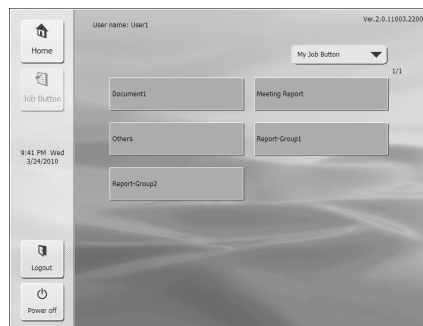 User name: User1
Ver.2.0.11003.2200
Home
My Job Button
1/1
Job Button
Document1
Meeting Report
Others
Report-Group1
9:41 PM Wed
3/24/2010
Report-Group2
Logout
Power off